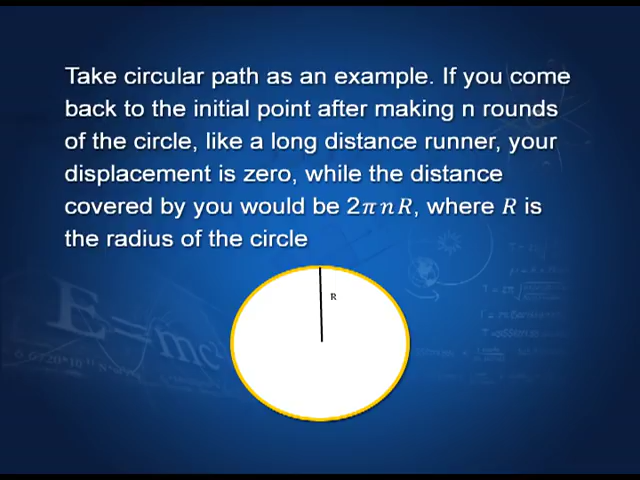 Take circular path as an example. If you come
back to the initial point after making n rounds
of the circle, like a long distance runner, your
displacement is zero, while the distance
covered by you would be 2𝜋𝑛𝑅, where 𝑅 is
the radius of the circle
R
E=mc²